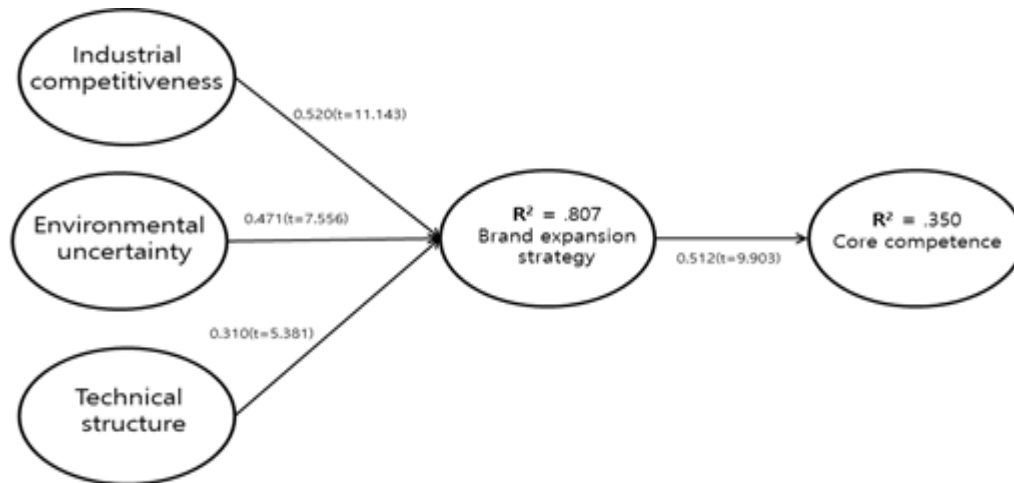 Industrial
competitiveness
0.520(t=11.143)
Environmental
uncertainty
0.471(t=7.556)
R² = .807
Brand expansion
strategy
R² = .350
Core competence
0.512(t=9.903)
0.310(t=5.381)
Technical
structure